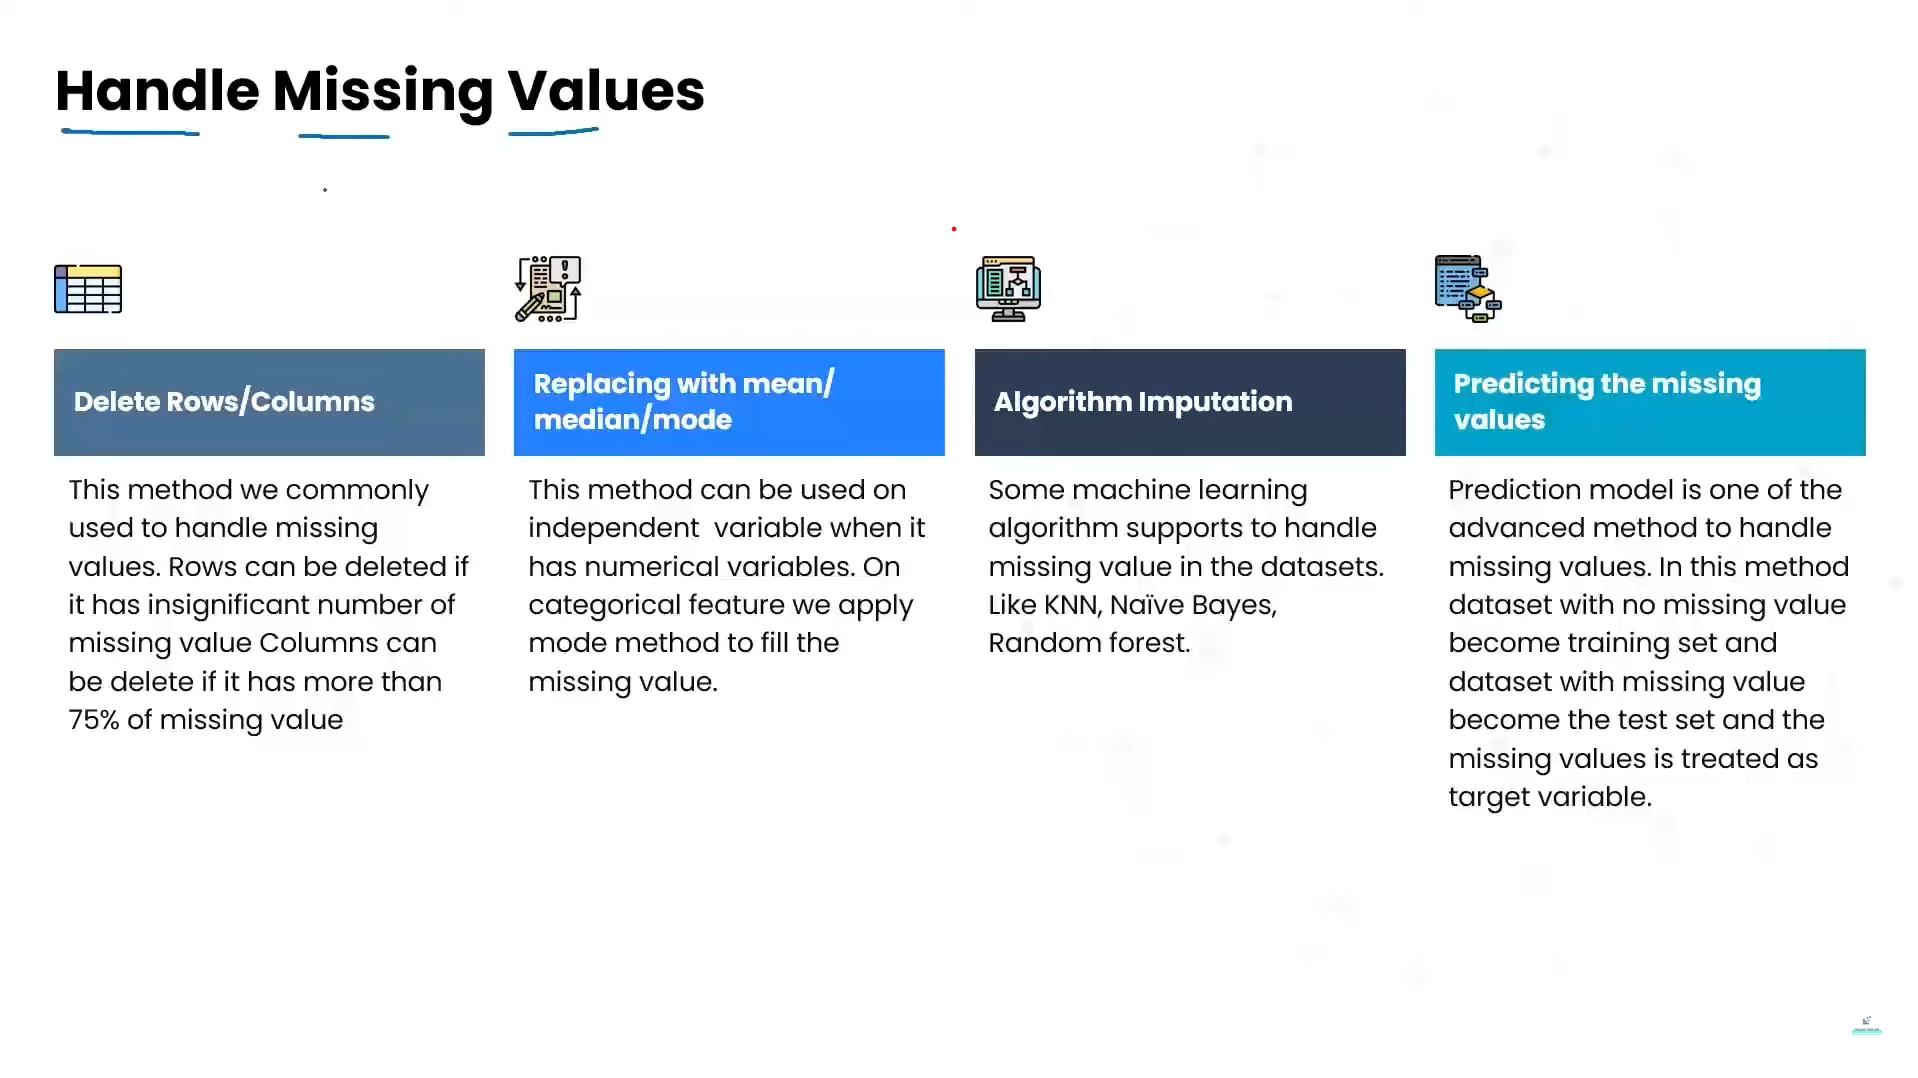 Handle Missing Values
Delete Rows/Columns
This method we commonly
used to handle missing
values. Rows can be deleted if
it has insignificant number of
missing value Columns can
be delete if it has more than
75% of missing value
Replacing with mean/
median/mode
This method can be used on
independent  variable when it
has numerical variables. On
categorical feature we apply
mode method to fill the
missing value.
Algorithm Imputation
Some machine learning
algorithm supports to handle
missing value in the datasets.
Like KNN, Naïve Bayes,
Random forest.
Predicting the missing
values
Prediction model is one of the
advanced method to handle
missing values. In this method
dataset with no missing value
become training set and
dataset with missing value
become the test set and the
missing values is treated as
target variable.